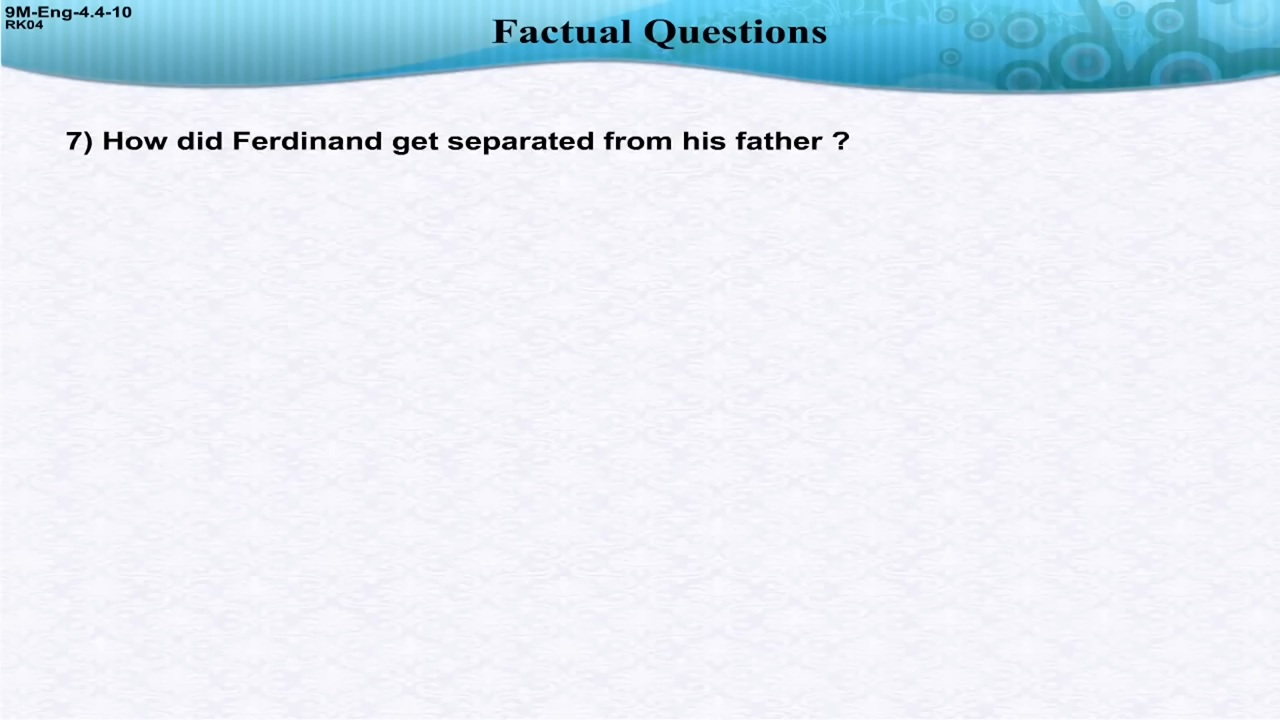 9M-Eng-4.4-10
RK04
Factual Questions
7) How did Ferdinand get separated from his father ?